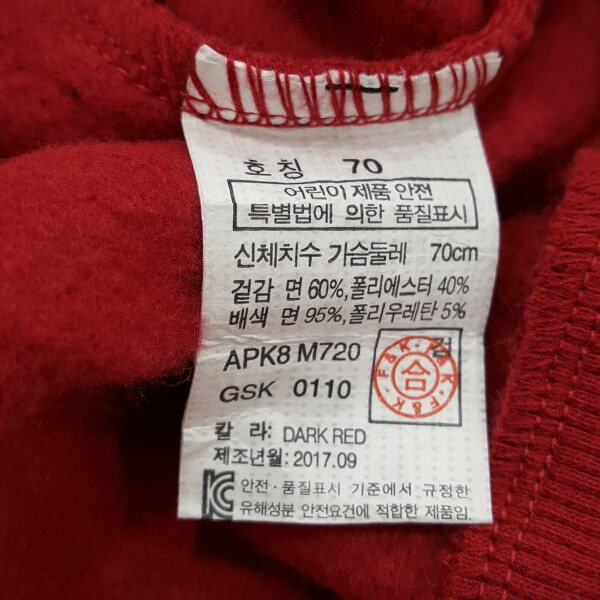 호칭 70
어린이 제품 안전
특별법에 의한 품질표시
신체치수 가슴둘레 70cm
겉감 면 60%,폴리에스터 40%
배색 면 95%,폴리우레탄 5%
APK8 M720
검
F&K·F&K·F&K
合
GSK 0110
칼 라: DARK RED
제조년월: 2017.09
안전·품질표시 기준에서 규정한
유해성분 안전요건에 적합한 제품임.